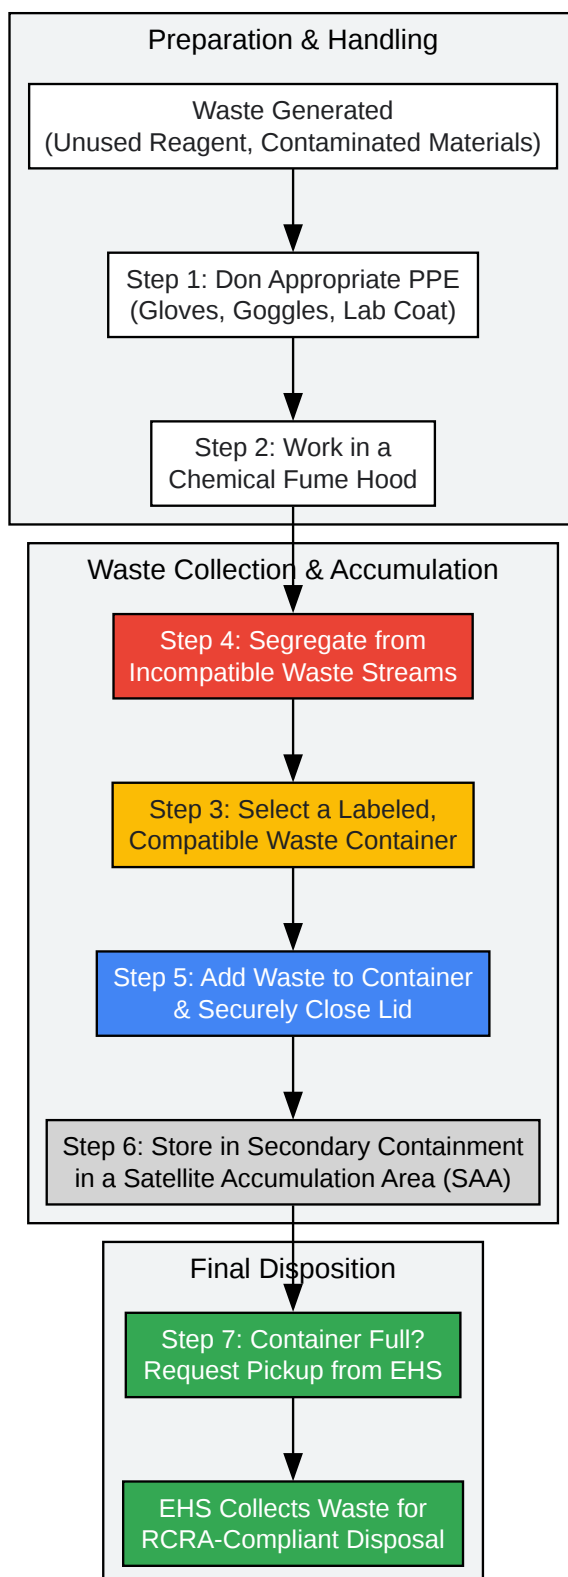 Preparation & Handling
Waste Generated
(Unused Reagent, Contaminated Materials)
Step 1: Don Appropriate PPE
(Gloves, Goggles, Lab Coat)
Step 2: Work in a
Chemical Fume Hood
Waste Collection & Accumulation
Step 4: Segregate from
Incompatible Waste Streams
Step 3: Select a Labeled,
Compatible Waste Container
Step 5: Add Waste to Container
& Securely Close Lid
Step 6: Store in Secondary Containment
in a Satellite Accumulation Area (SAA)
Final Disposition
Step 7: Container Full?
Request Pickup from EHS
EHS Collects Waste for
RCRA-Compliant Disposal